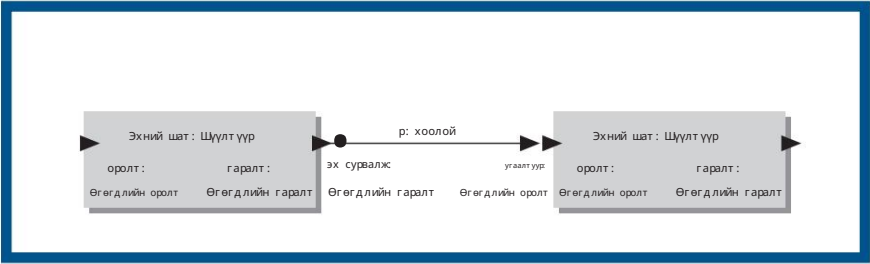 р: хоолой
Эхний шат: Шүүлтүүр
Эхний шат: Шүүлтүүр
оролт:
гаралт:
эх сурвалж:
угаалтуур:
оролт:
гаралт:
Өгөгдлийн оролт
Өгөгдлийн гаралт
Өгөгдлийн гаралт
Өгөгдлийн оролт
Өгөгдлийн оролт
Өгөгдлийн гаралт